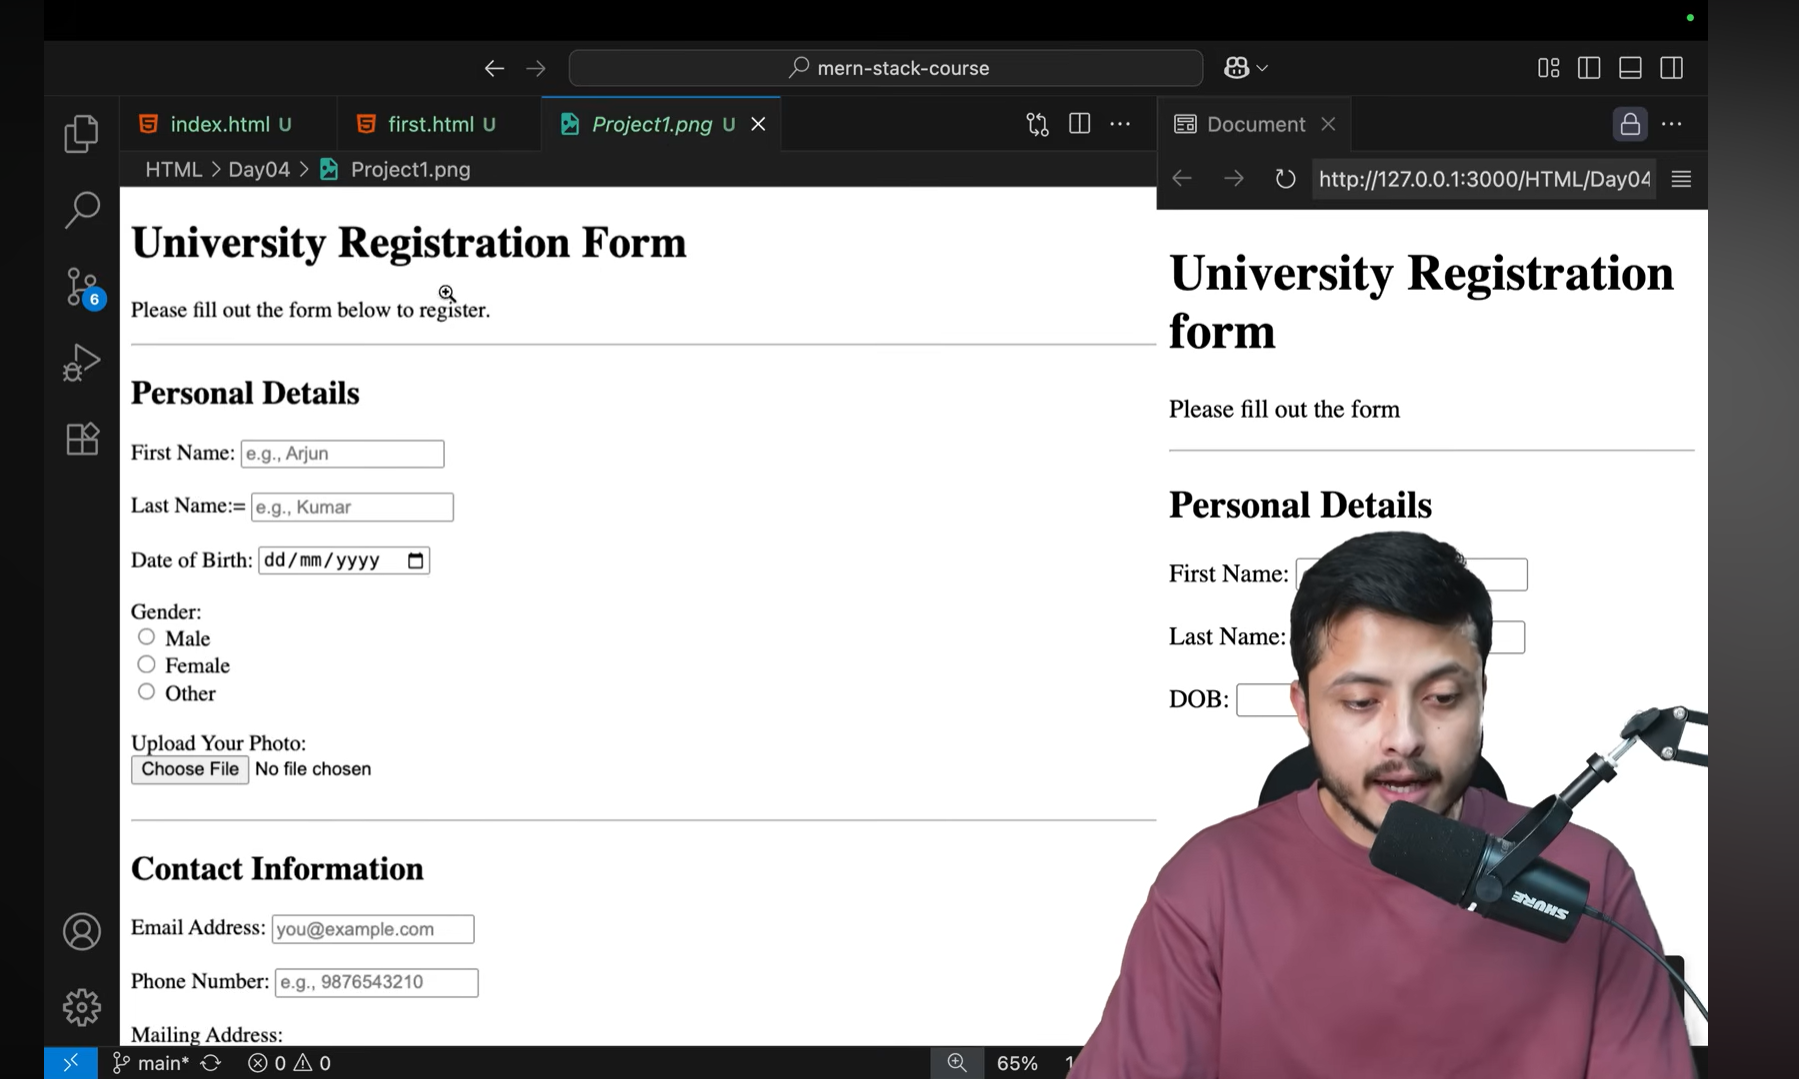 mern-stack-course
index.html U
first.html U
Project1.png U
Document
HTML > Day04 > Project1.png
http://127.0.0.1:3000/HTML/Day04
University Registration Form
Please fill out the form below to register.
Personal Details
First Name: e.g., Arjun
Last Name:= e.g., Kumar
Date of Birth: dd/mm/yyyy
Gender:
Male
Female
Other
Upload Your Photo:
Choose File No file chosen
Contact Information
Email Address: you@example.com
Phone Number: e.g., 9876543210
Mailing Address:
University Registration
form
Please fill out the form
Personal Details
First Name:
Last Name:
DOB:
SHURE
6
main* 0 0
65%